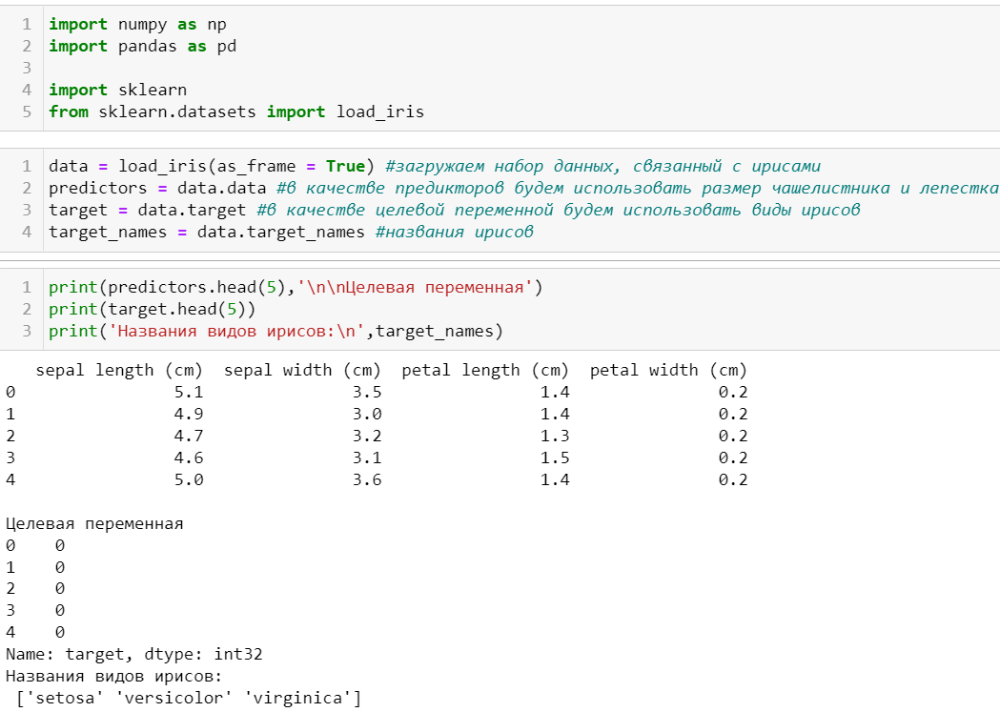 1 import numpy as np
2 import pandas as pd
3
4 import sklearn
5 from sklearn.datasets import load_iris
1 data = load_iris(as_frame = True) #загружаем набор данных, связанный с ирисами
2 predictors = data.data #в качестве предикторов будем использовать размер чашелистника и лепестка
3 target = data.target #в качестве целевой переменной будем использовать виды ирисов
4 target_names = data.target_names #названия ирисов
1 print(predictors.head(5),'\n\nЦелевая переменная')
2 print(target.head(5))
3 print('Названия видов ирисов:\n',target_names)
sepal length (cm) sepal width (cm) petal length (cm) petal width (cm)
0 5.1 3.5 1.4 0.2
1 4.9 3.0 1.4 0.2
2 4.7 3.2 1.3 0.2
3 4.6 3.1 1.5 0.2
4 5.0 3.6 1.4 0.2
Целевая переменная
0 0
1 0
2 0
3 0
4 0
Name: target, dtype: int32
Названия видов ирисов:
['setosa' 'versicolor' 'virginica']